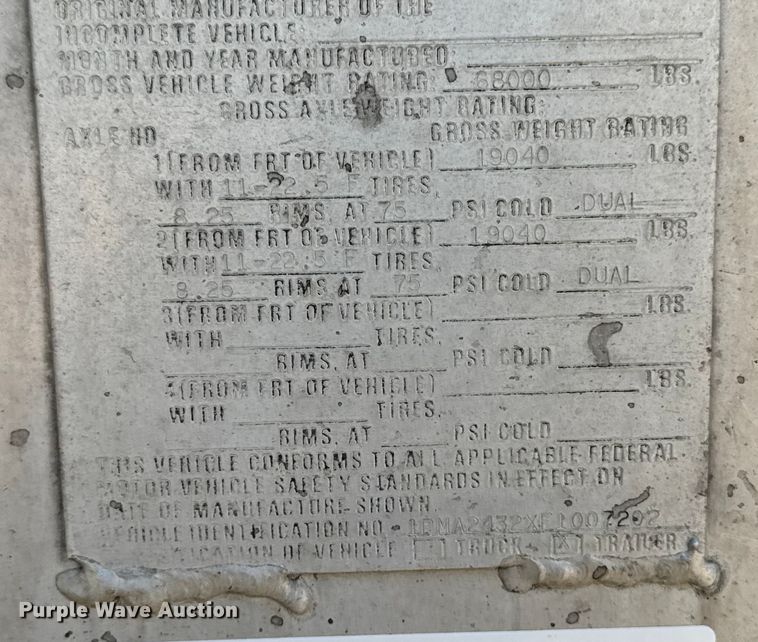 ORIGINAL MANUFACTURER OF THE
INCOMPLETE VEHICLE:
MONTH AND YEAR MANUFACTURED:
GROSS VEHICLE WEIGHT RATING: 68000 LBS.
GROSS AXLE WEIGHT RATING:
AXLE NO GROSS WEIGHT RATING
1(FROM FRT OF VEHICLE) 19040 LBS.
WITH 11-22.5 F TIRES.
8.25 RIMS, AT 75 PSI COLD DUAL
2(FROM FRT OF VEHICLE) 19040 LBS.
WITH 11-22.5 F TIRES.
8.25 RIMS AT 75 PSI COLD DUAL
3(FROM FRT OF VEHICLE) LBS.
WITH TIRES.
RIMS, AT PSI COLD
4(FROM FRT OF VEHICLE) LBS.
WITH TIRES.
RIMS, AT PSI COLD
THIS VEHICLE CONFORMS TO ALL APPLICABLE FEDERAL
MOTOR VEHICLE SAFETY STANDARDS IN EFFECT ON
DATE OF MANUFACTURE SHOWN.
VEHICLE IDENTIFICATION NO.
OF VEHICLE TRUCK X TRAILER
Purple Wave Auction